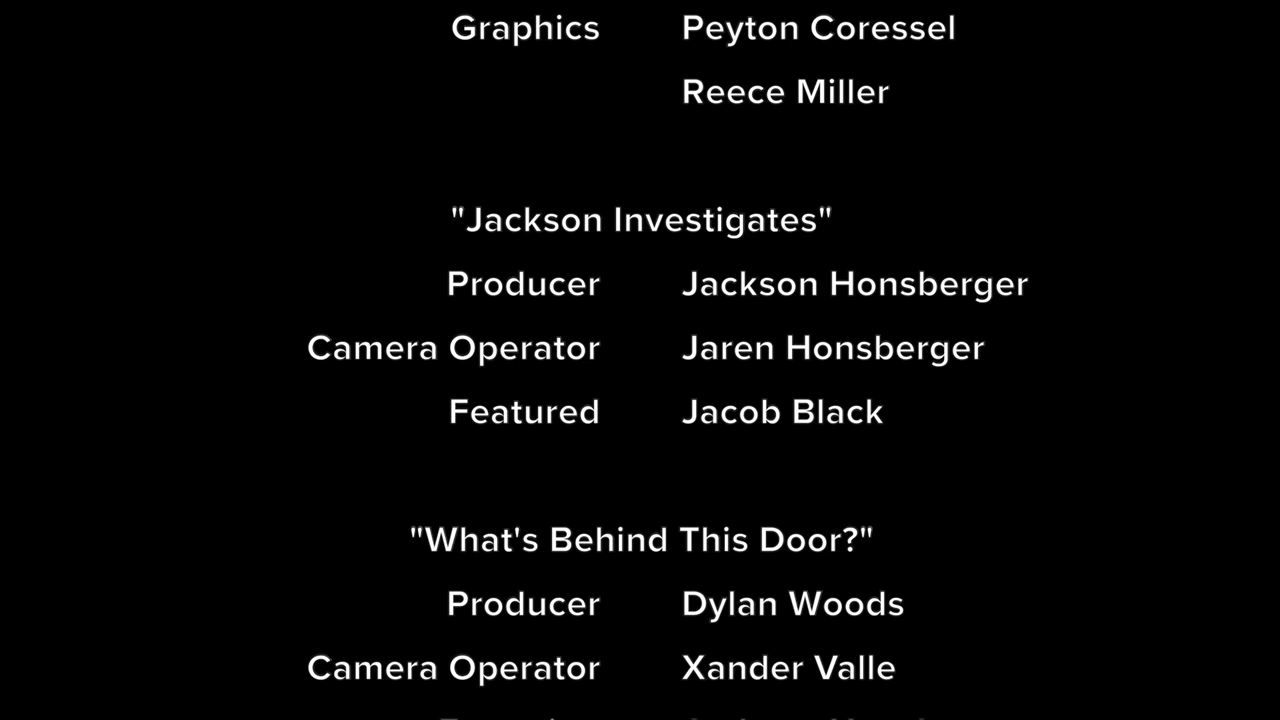 Graphics Peyton Coressel
Reece Miller
"Jackson Investigates"
Producer Jackson Honsberger
Camera Operator Jaren Honsberger
Featured Jacob Black
"What's Behind This Door?"
Producer Dylan Woods
Camera Operator Xander Valle